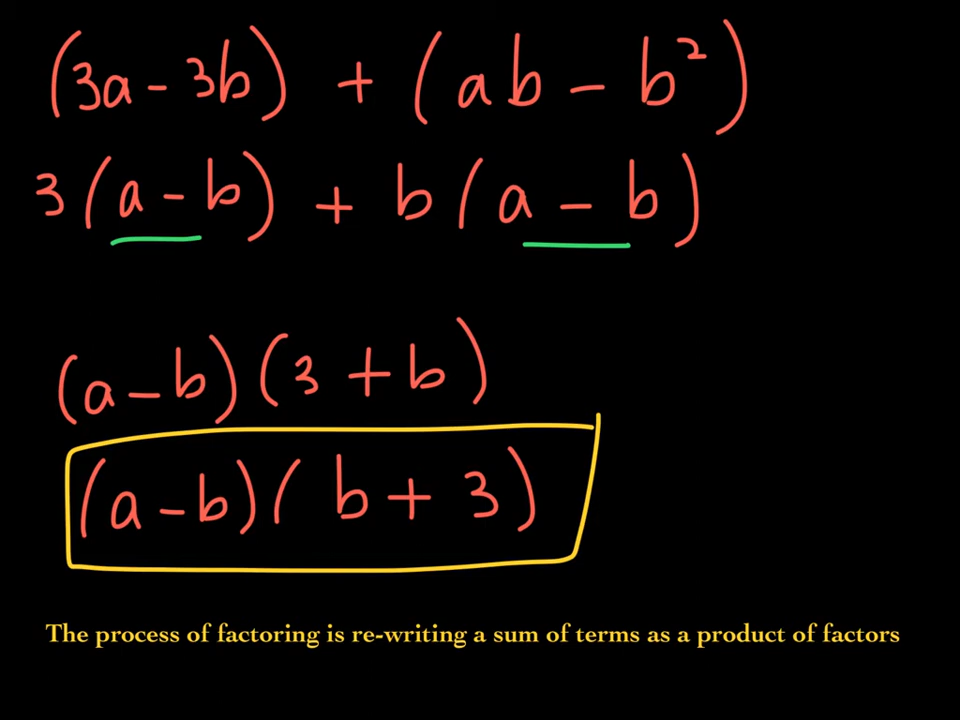 (3a - 3b) + (ab - b²)
3(a - b) + b(a - b)
(a - b)(3 + b)
(a - b)(b + 3)
The process of factoring is re-writing a sum of terms as a product of factors